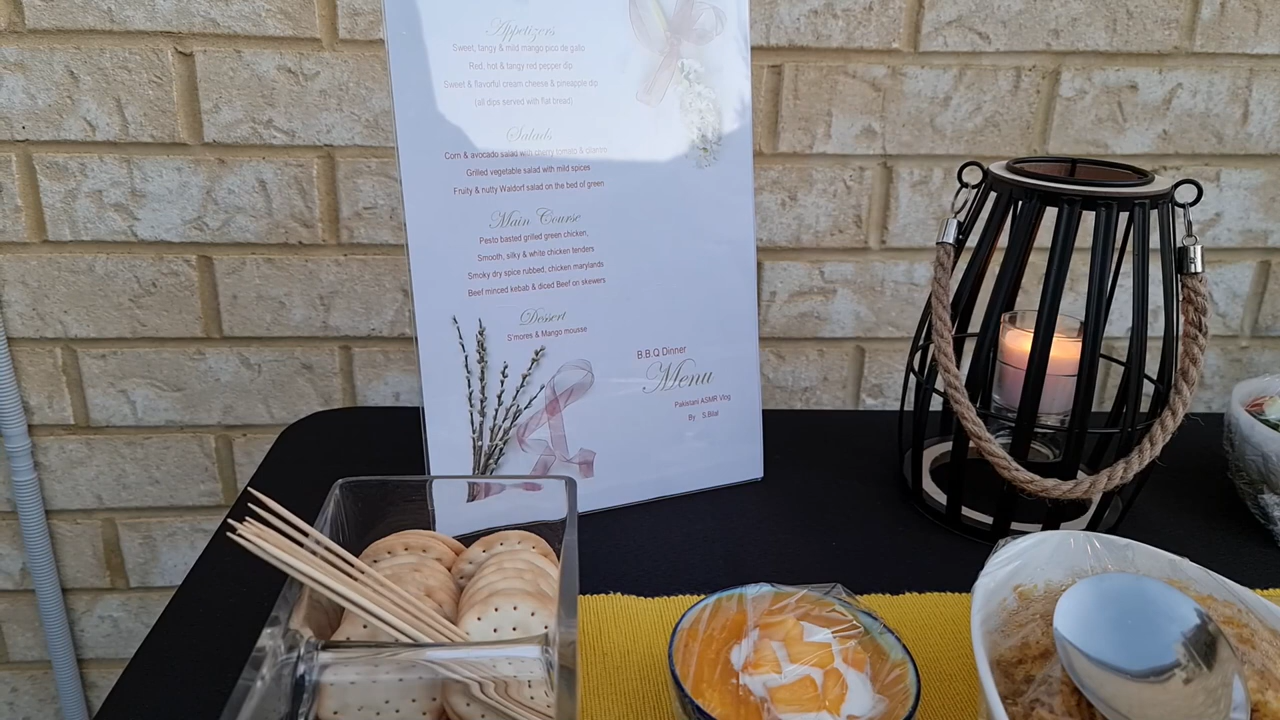 Appetizers
Sweet, tangy & mild mango pico de gato
Red, hot & tangy red pepper dip
Sweet & flavorful cream cheese & pineapple dip
(all dips served with flat bread)
Salads
Corn & avocado salad with cherry tomato & cilantro
Grilled vegetable salad with mild spices
Fruity & nutty Waldorf salad on the bed of green
Main Course
Pesto basted grilled green chicken,
Smooth, silky & white chicken tenders
Smoky dry spice rubbed, chicken marylands
Beef minced kebab & diced Beef on skewers
Dessert
S'mores & Mango mousse
B.B.Q Dinner
Menu
Pakistani ASMR Vlog
By S.Bilal